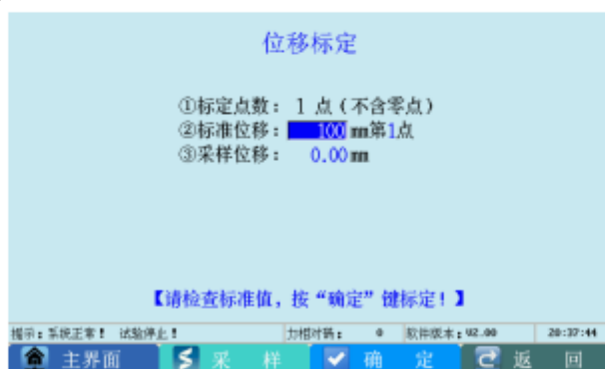 位移标定
①标定点数： 1 点（不含零点）
②标准位移： 100 mm第1点
③采样位移： 0.00 mm
【请检查标准值，按“确定”键标定！】
提示：系统正常！ 试验停止！ 力相对码： 0 软件版本：V2.00 20:37:44
主界面 采 样 确 定 返 回